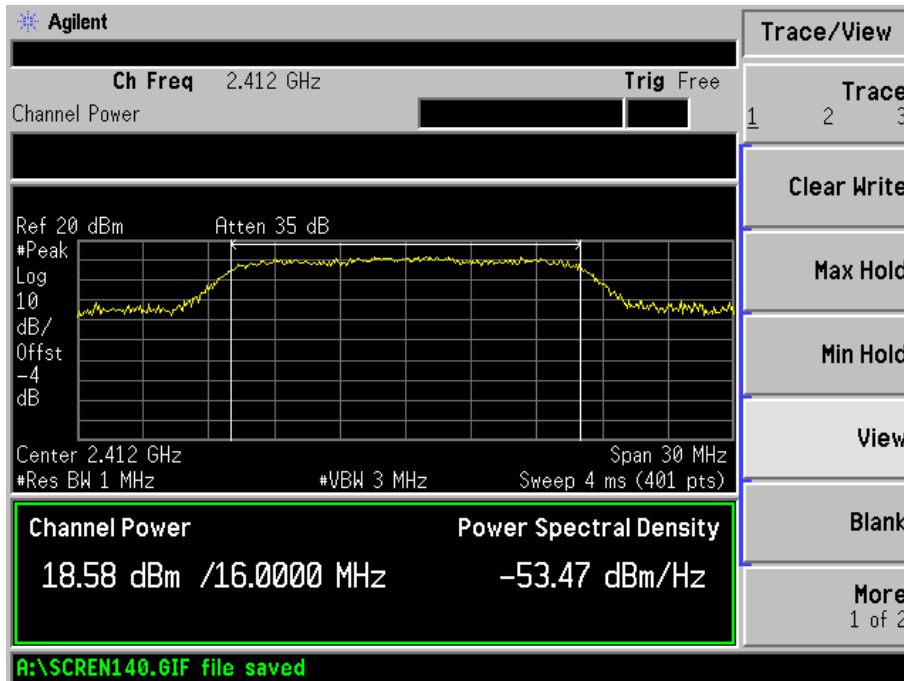 Agilent
Trace/View
Ch Freq 2.412 GHz Trig Free
Channel Power
Trace
1 2 3
Clear Write
Max Hold
Min Hold
View
Blank
More
1 of 2
Ref 20 dBm Atten 35 dB
#Peak
Log
10
dB/
Offst
-4
dB
Center 2.412 GHz Span 30 MHz
#Res BW 1 MHz #VBW 3 MHz Sweep 4 ms (401 pts)
Channel Power Power Spectral Density
18.58 dBm /16.0000 MHz -53.47 dBm/Hz
A:\SCREN140.GIF file saved